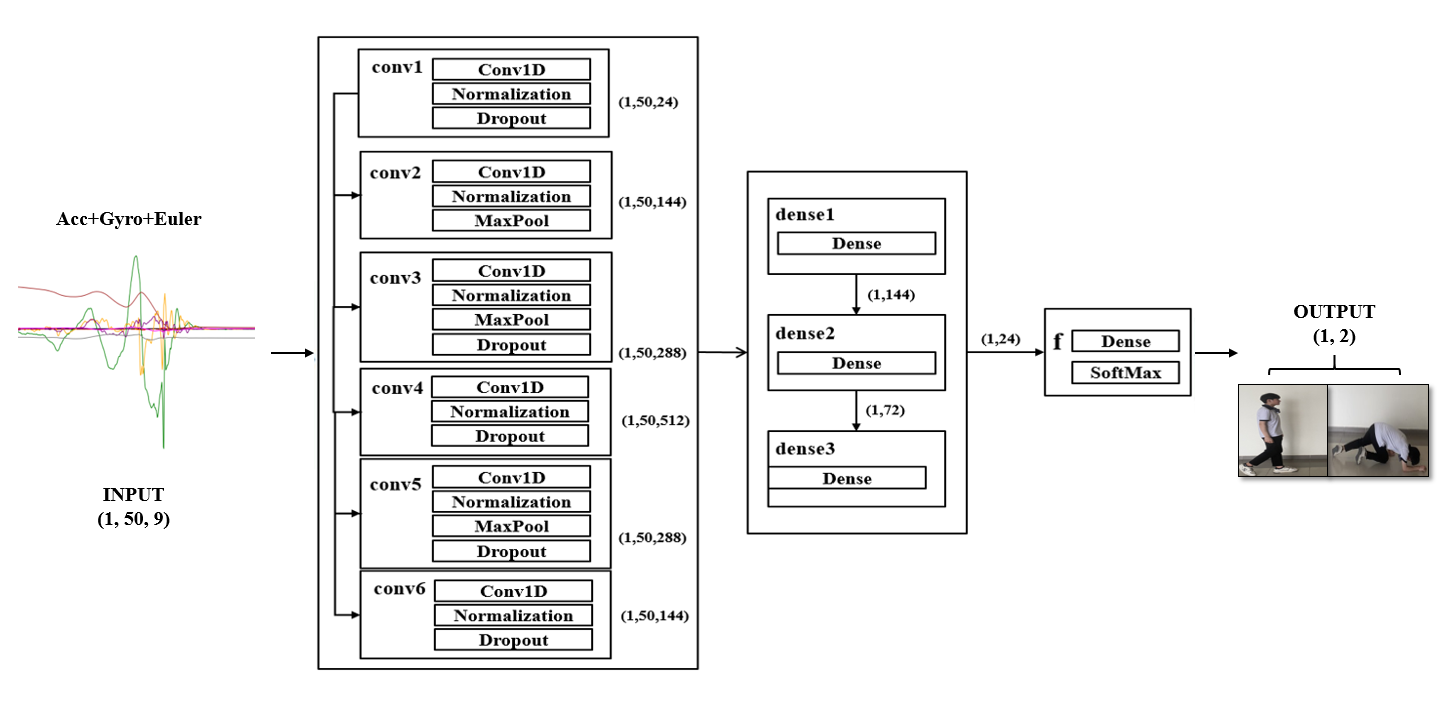 Acc+Gyro+Euler
INPUT
(1, 50, 9)
conv1
Conv1D
Normalization
Dropout
(1,50,24)
conv2
Conv1D
Normalization
MaxPool
(1,50,144)
conv3
Conv1D
Normalization
MaxPool
Dropout
(1,50,288)
conv4
Conv1D
Normalization
Dropout
(1,50,512)
conv5
Conv1D
Normalization
MaxPool
Dropout
(1,50,288)
conv6
Conv1D
Normalization
Dropout
(1,50,144)
dense1
Dense
(1,144)
dense2
Dense
(1,72)
dense3
Dense
(1,24)
f
Dense
SoftMax
OUTPUT
(1, 2)